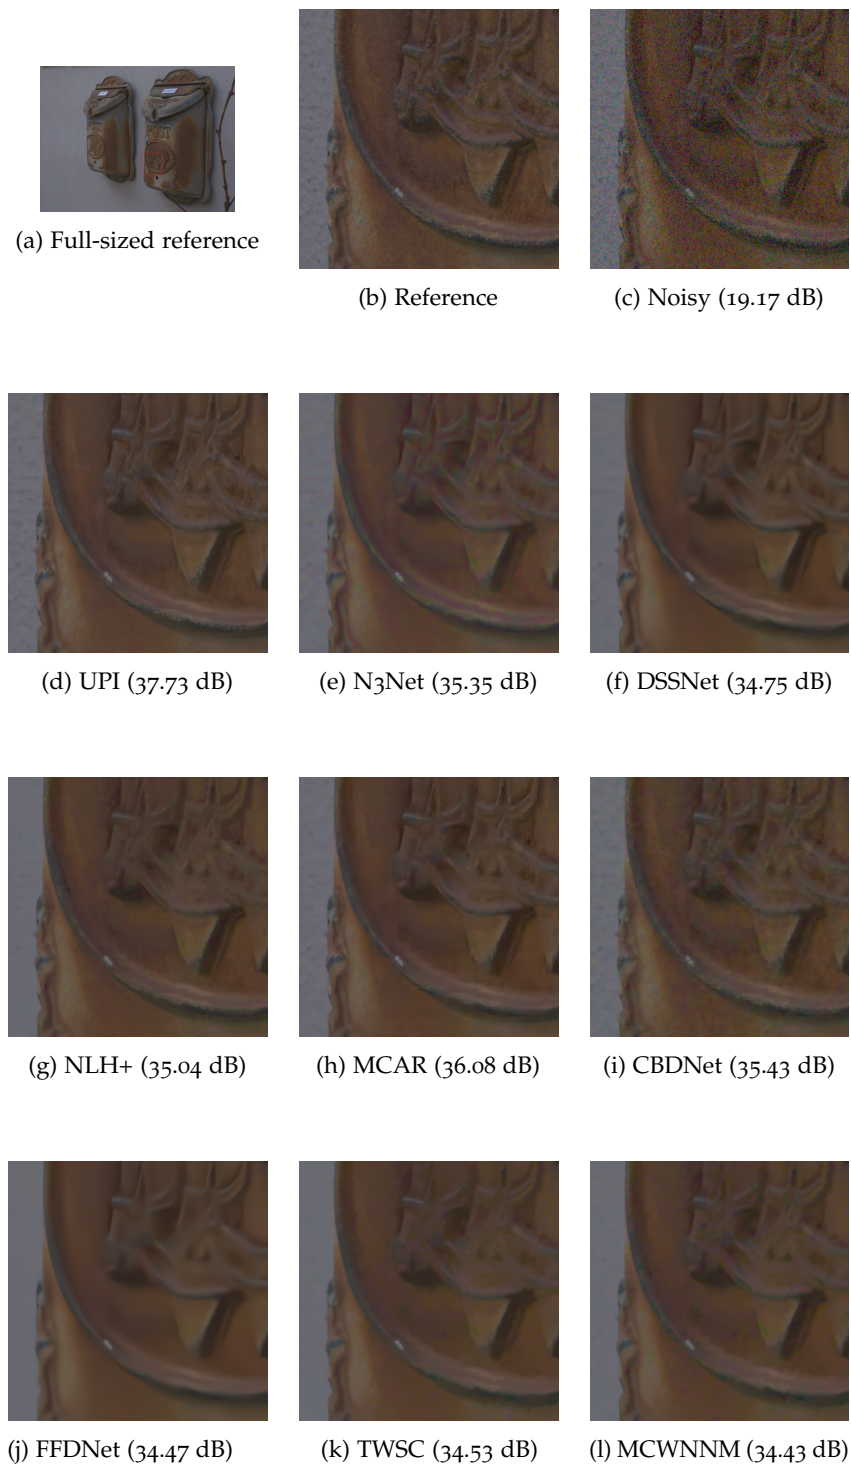 POST
POST
(a) Full-sized reference
(b) Reference
(c) Noisy (19.17 dB)
(d) UPI (37.73 dB)
(e) N3Net (35.35 dB)
(f) DSSNet (34.75 dB)
(g) NLH+ (35.04 dB)
(h) MCAR (36.08 dB)
(i) CBDNet (35.43 dB)
(j) FFDNet (34.47 dB)
(k) TWSC (34.53 dB)
(l) MCWNNM (34.43 dB)